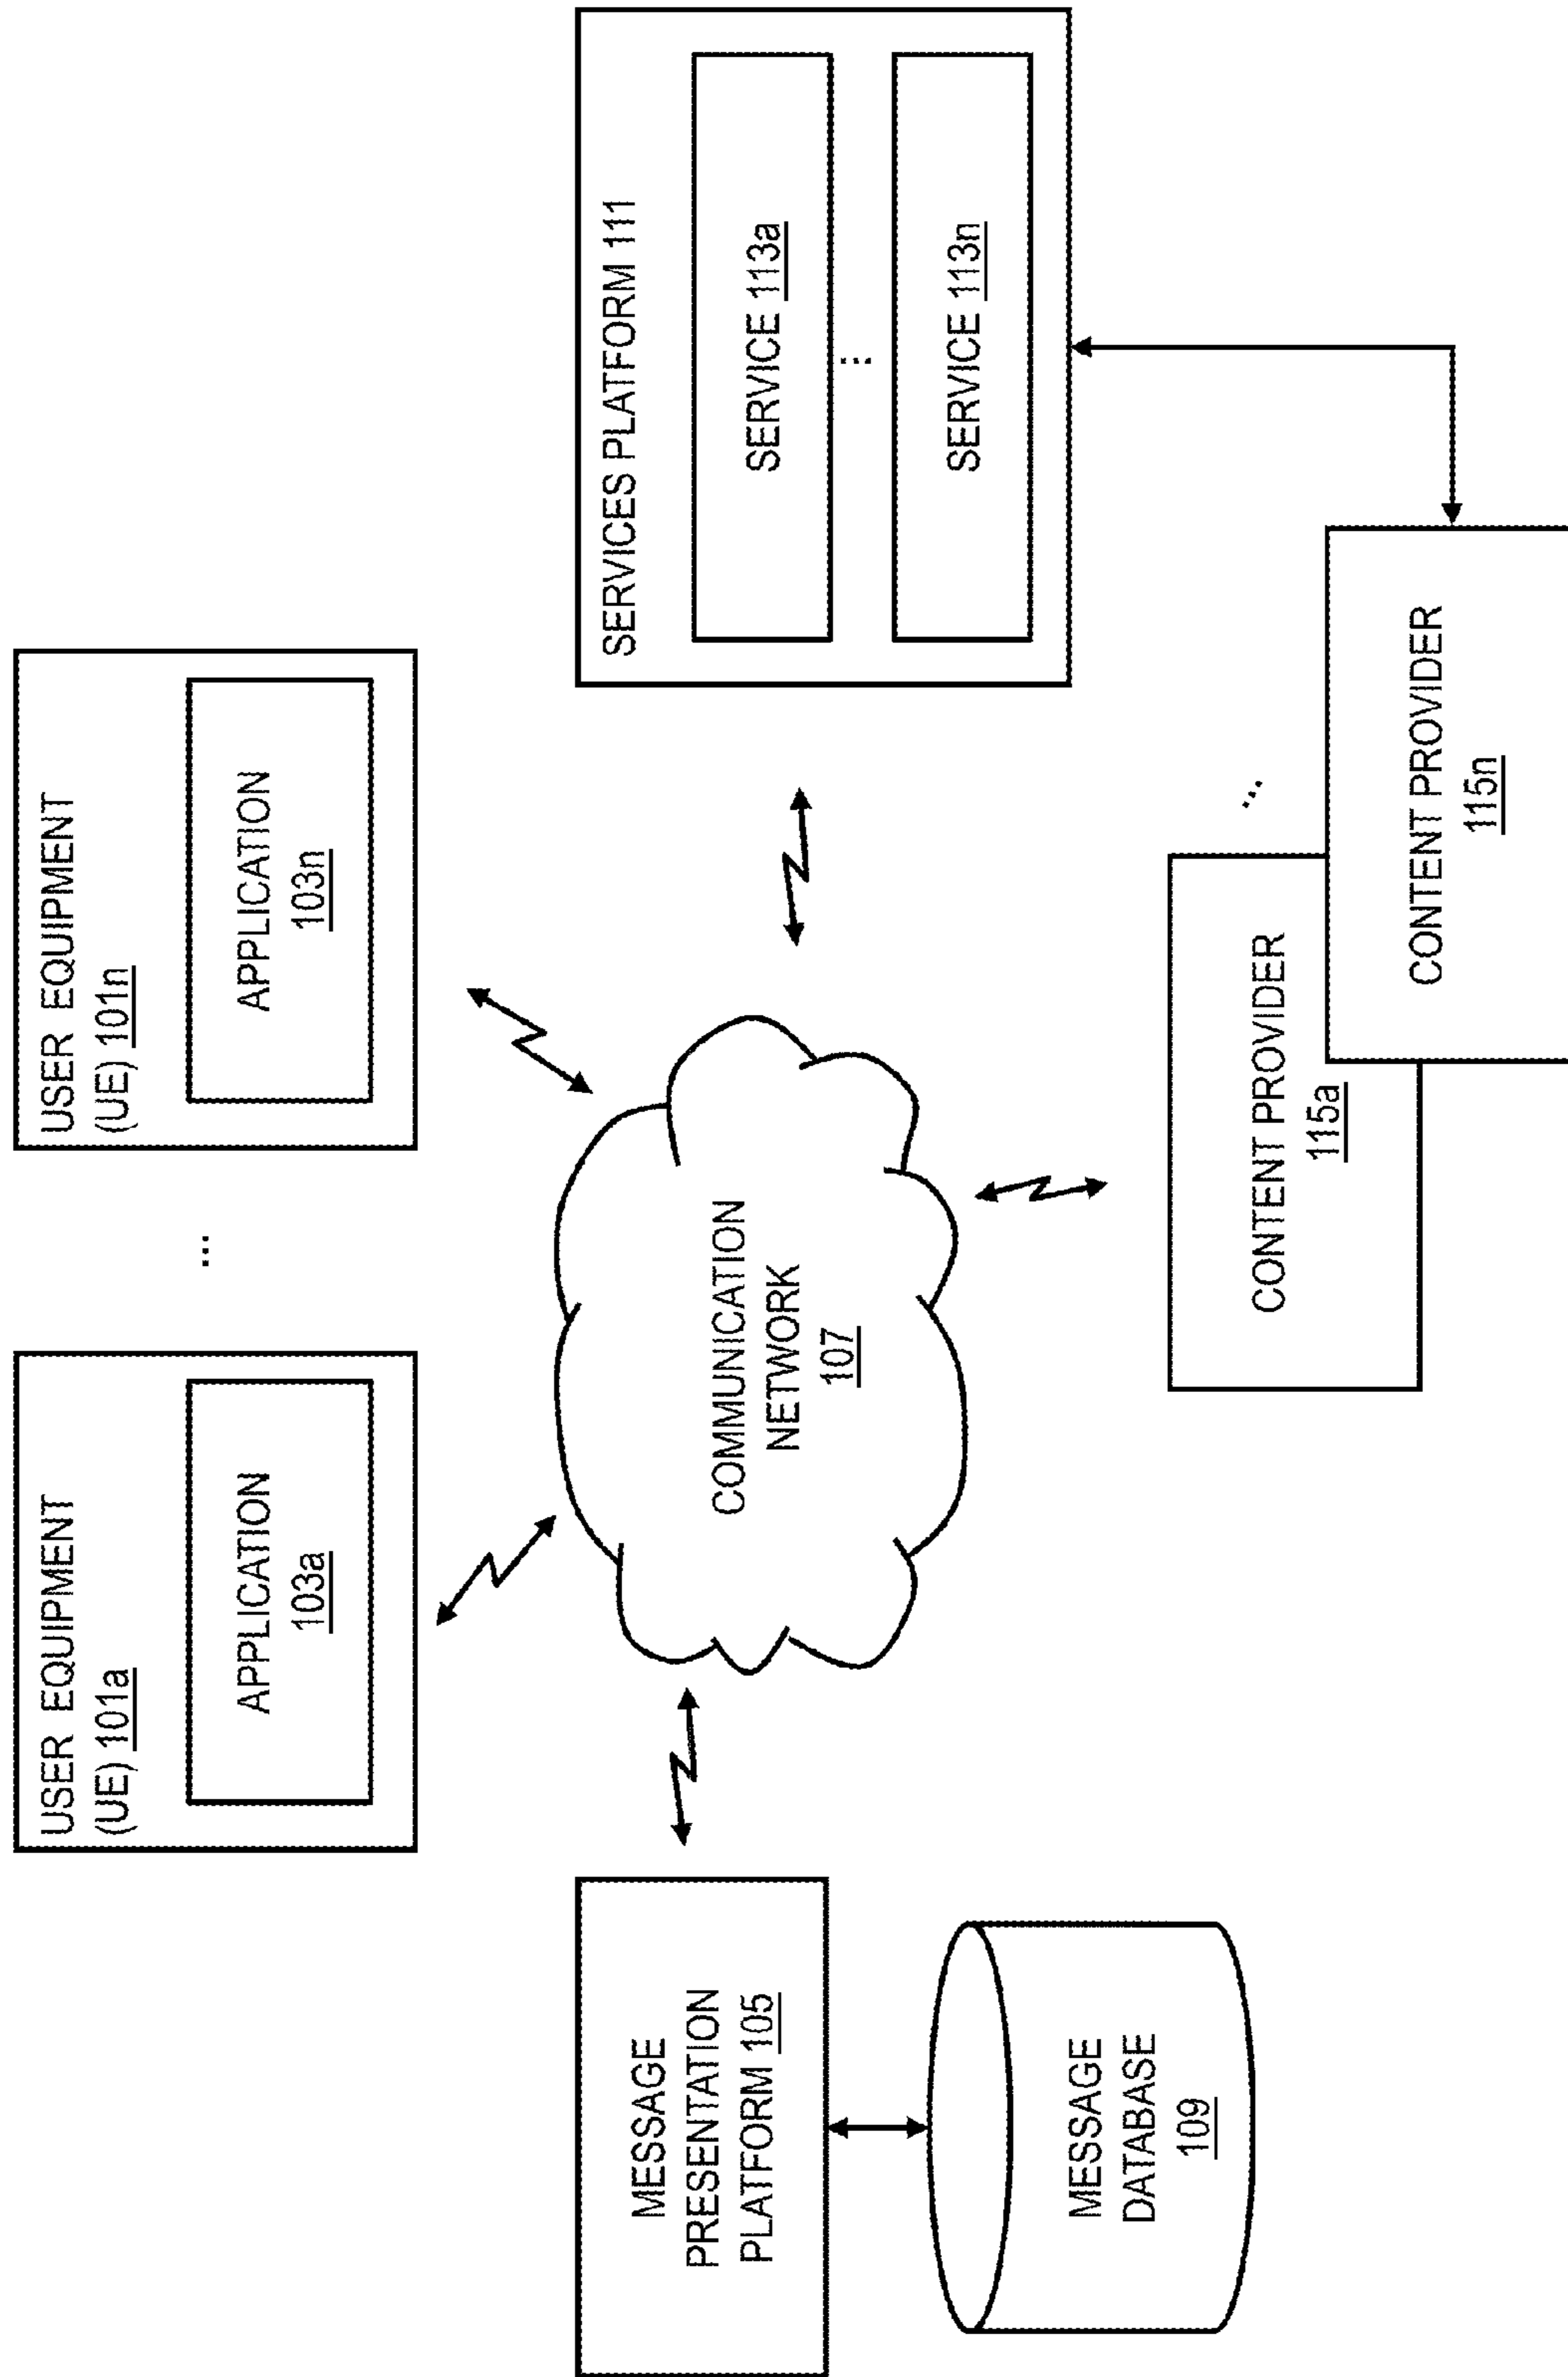 USER EQUIPMENT
(UE) 101a
APPLICATION
103a
...
USER EQUIPMENT
(UE) 101n
APPLICATION
103n
MESSAGE
PRESENTATION
PLATFORM 105
MESSAGE
DATABASE
109
COMMUNICATION
NETWORK
107
SERVICES PLATFORM 111
SERVICE 113a
...
SERVICE 113n
CONTENT PROVIDER
115a
...
CONTENT PROVIDER
115n